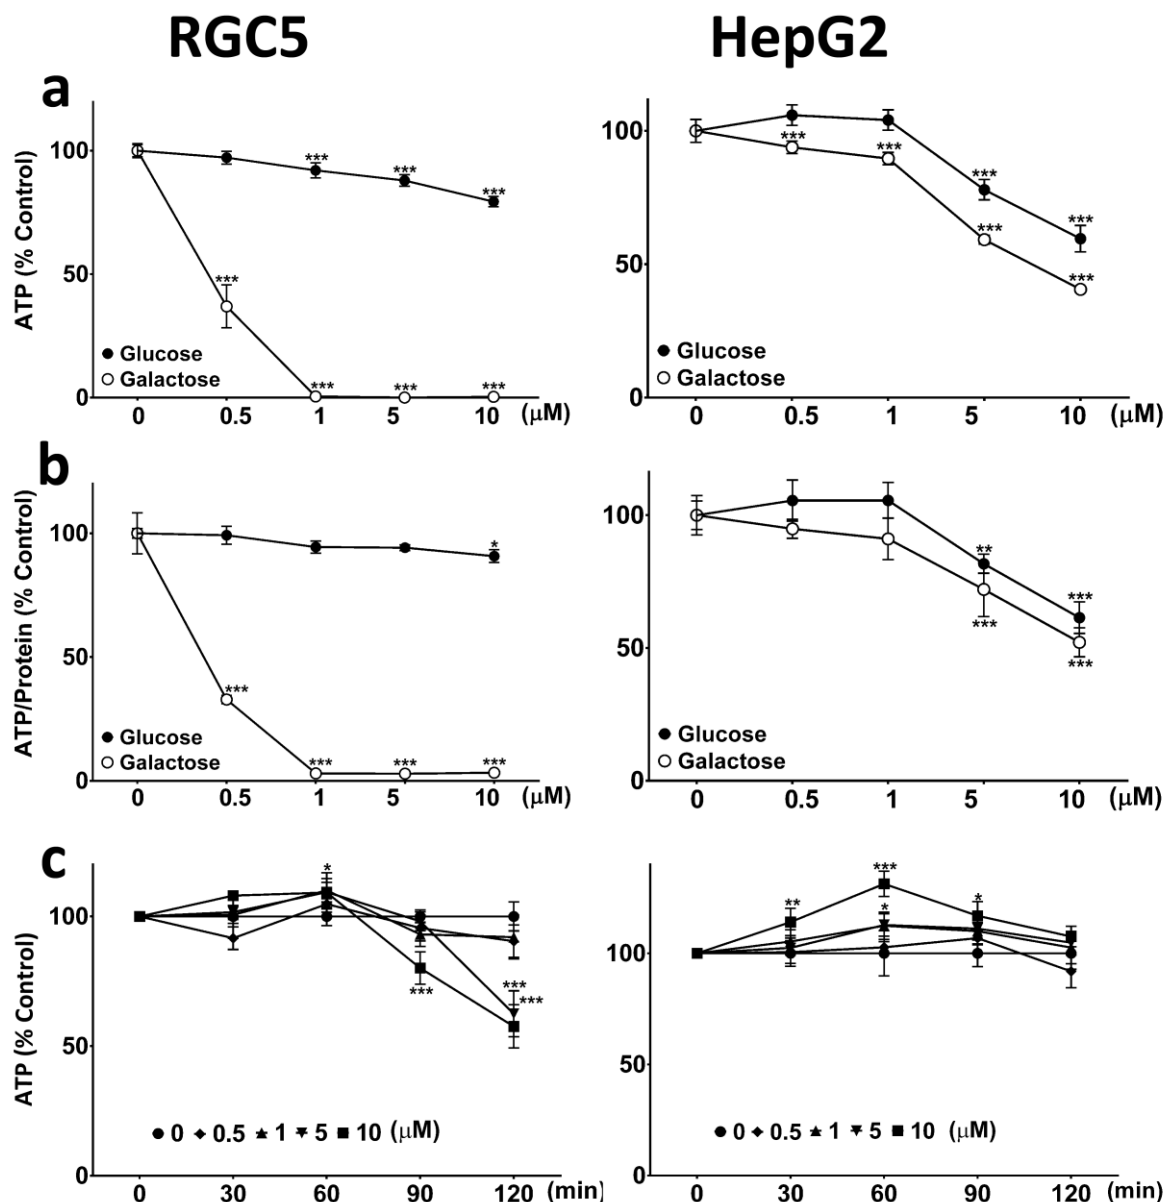 RGC5
HepG2
a
ATP (% Control)
100
50
0
● Glucose
○ Galactose
***
***
***
***
***
***
***
0 0.5 1 5 10 (μM)
100
50
0
● Glucose
○ Galactose
***
***
***
***
***
***
0 0.5 1 5 10 (μM)
b
ATP/Protein (% Control)
100
50
0
● Glucose
○ Galactose
*
***
***
***
***
0 0.5 1 5 10 (μM)
100
50
0
● Glucose
○ Galactose
**
***
***
***
0 0.5 1 5 10 (μM)
c
ATP (% Control)
100
50
0
*
***
***
***
● 0 ◆ 0.5 ▲ 1 ▼ 5 ■ 10 (μM)
0 30 60 90 120 (min)
100
50
0
**
***
*
*
● 0 ◆ 0.5 ▲ 1 ▼ 5 ■ 10 (μM)
0 30 60 90 120 (min)